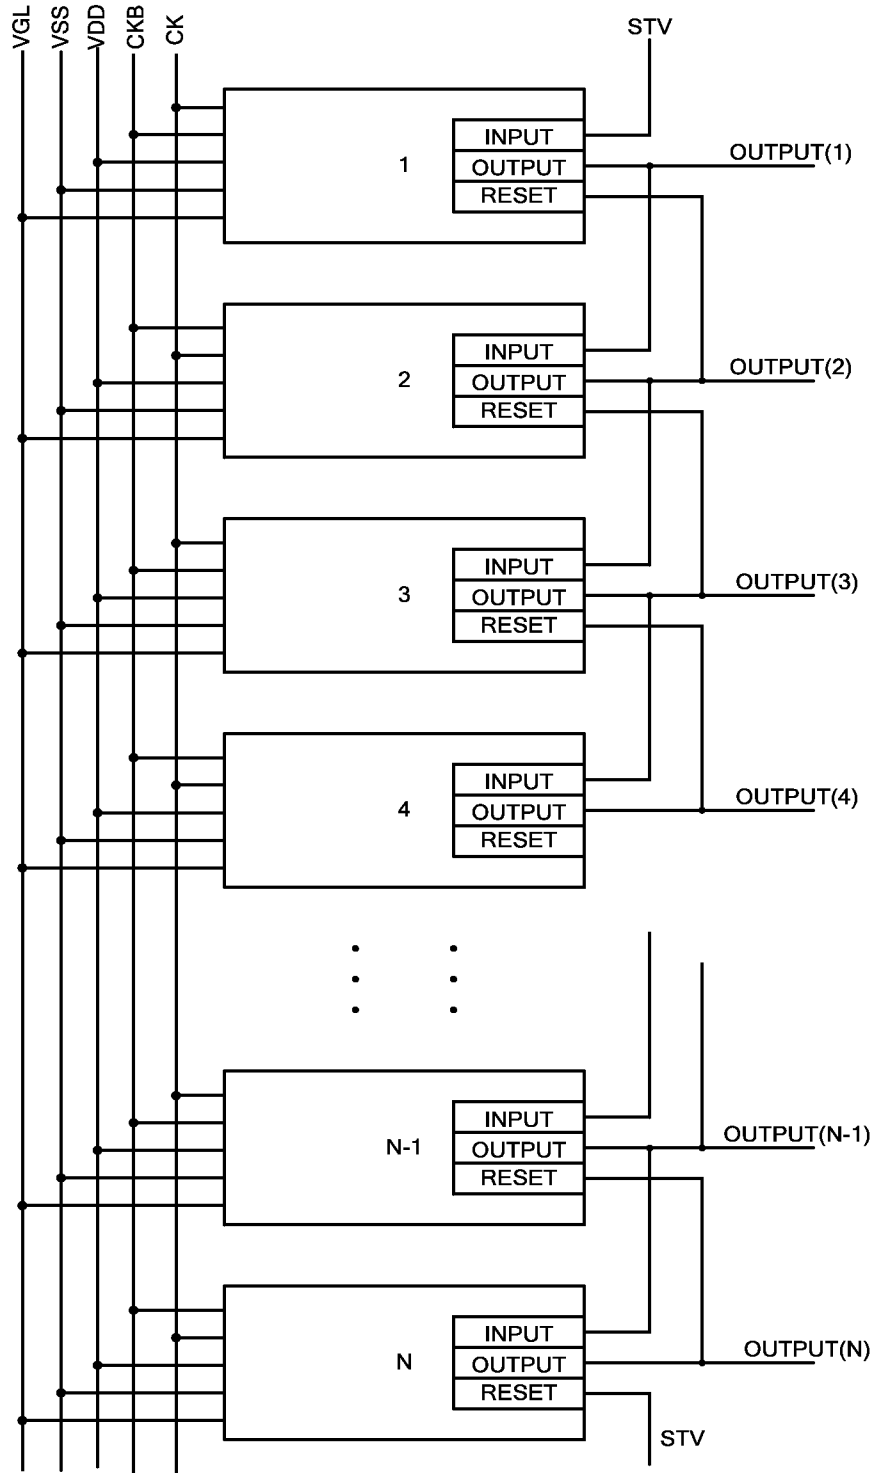 VGL
VSS
VDD
CKB
CK
STV
1
INPUT
OUTPUT
RESET
OUTPUT(1)
2
INPUT
OUTPUT
RESET
OUTPUT(2)
3
INPUT
OUTPUT
RESET
OUTPUT(3)
4
INPUT
OUTPUT
RESET
OUTPUT(4)
N-1
INPUT
OUTPUT
RESET
OUTPUT(N-1)
N
INPUT
OUTPUT
RESET
OUTPUT(N)
STV